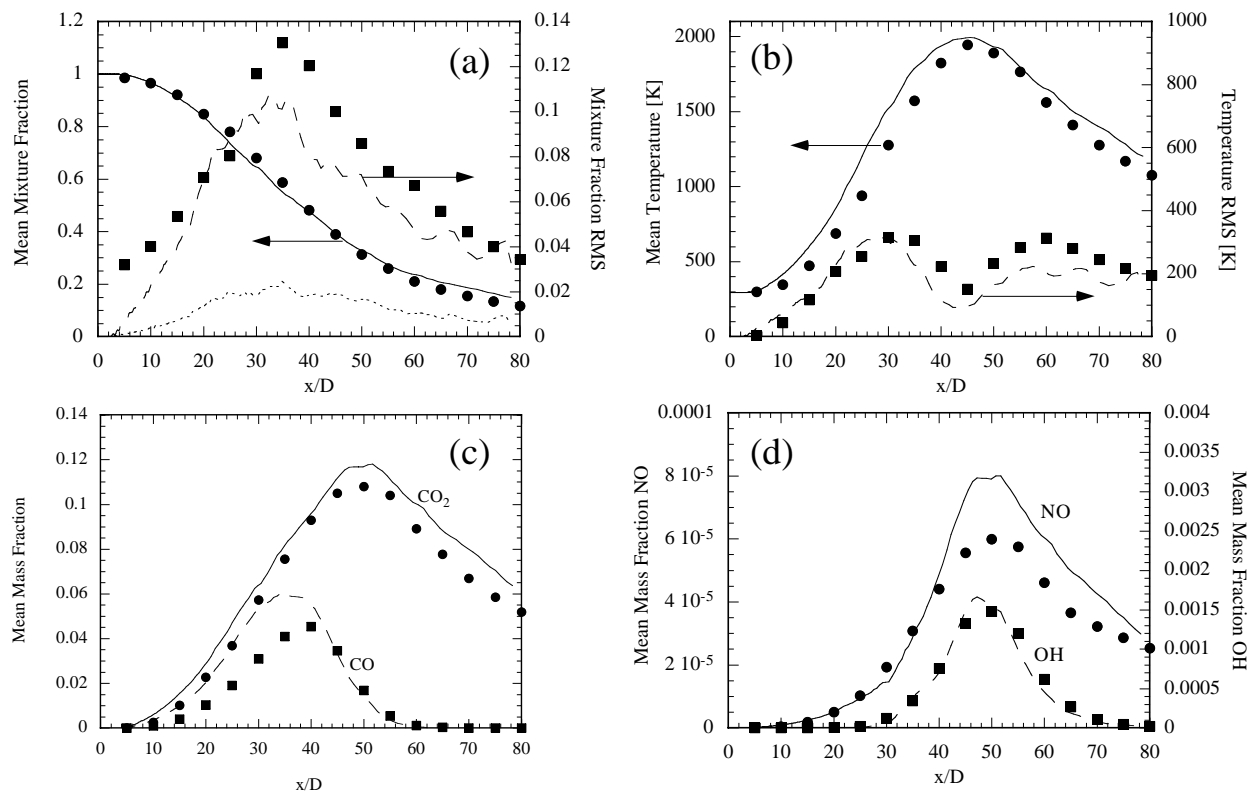 (a)
Mean Mixture Fraction
1.2
1
0.8
0.6
0.4
0.2
0
0.14
0.12
0.1
0.08
0.06
0.04
0.02
0
Mixture Fraction RMS
0 10 20 30 40 50 60 70 80
x/D
(b)
Mean Temperature [K]
2000
1500
1000
500
0
1000
800
600
400
200
0
Temperature RMS [K]
0 10 20 30 40 50 60 70 80
x/D
(c)
Mean Mass Fraction
0.14
0.12
0.1
0.08
0.06
0.04
0.02
0
CO₂
CO
0 10 20 30 40 50 60 70 80
x/D
(d)
Mean Mass Fraction NO
0.0001
8 10⁻⁵
6 10⁻⁵
4 10⁻⁵
2 10⁻⁵
0
NO
OH
0.004
0.0035
0.003
0.0025
0.002
0.0015
0.001
0.0005
0
Mean Mass Fraction OH
0 10 20 30 40 50 60 70 80
x/D